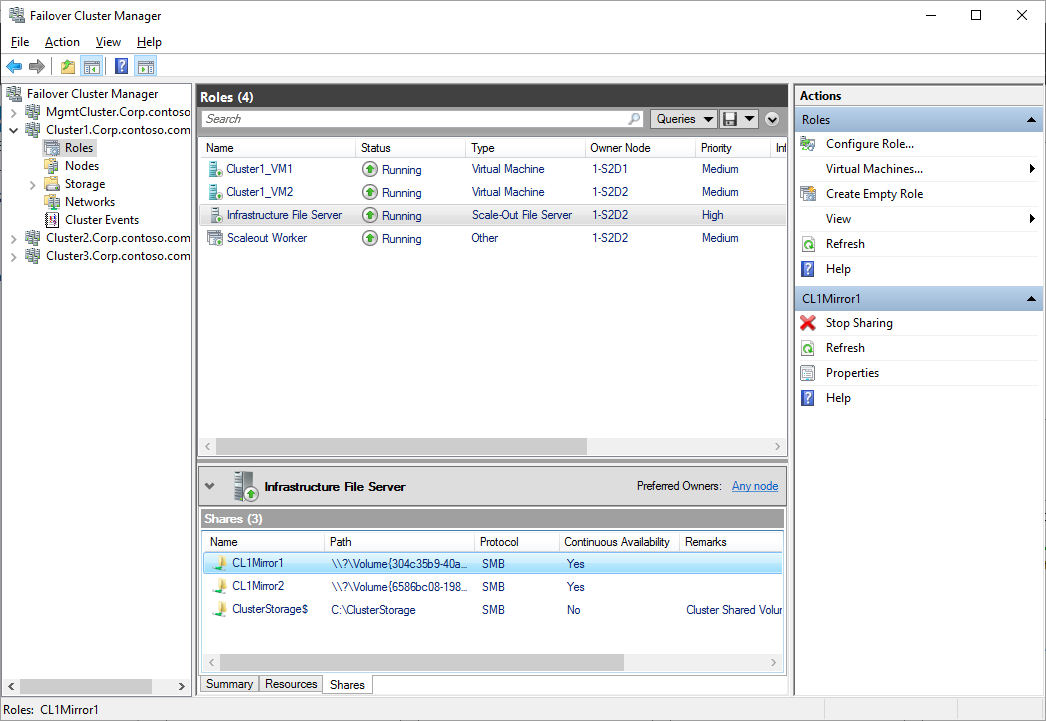 Failover Cluster Manager
File Action View Help
Failover Cluster Manager
MgmtCluster.Corp.contoso
Cluster1.Corp.contoso.com
Roles
Nodes
Storage
Networks
Cluster Events
Cluster2.Corp.contoso.com
Cluster3.Corp.contoso.com
Roles (4)
Search Queries
Name Status Type Owner Node Priority Inf
Cluster1_VM1 Running Virtual Machine 1-S2D1 Medium
Cluster1_VM2 Running Virtual Machine 1-S2D2 Medium
Infrastructure File Server Running Scale-Out File Server 1-S2D2 High
Scaleout Worker Running Other 1-S2D2 Medium
Infrastructure File Server Preferred Owners: Any node
Shares (3)
Name Path Protocol Continuous Availability Remarks
CL1Mirror1 \\?\Volume{304c35b9-40a... SMB Yes
CL1Mirror2 \\?\Volume{6586bc08-198... SMB Yes
ClusterStorage$ C:\ClusterStorage SMB No Cluster Shared Volur
Summary Resources Shares
Actions
Roles
Configure Role...
Virtual Machines...
Create Empty Role
View
Refresh
Help
CL1Mirror1
Stop Sharing
Refresh
Properties
Help
Roles: CL1Mirror1